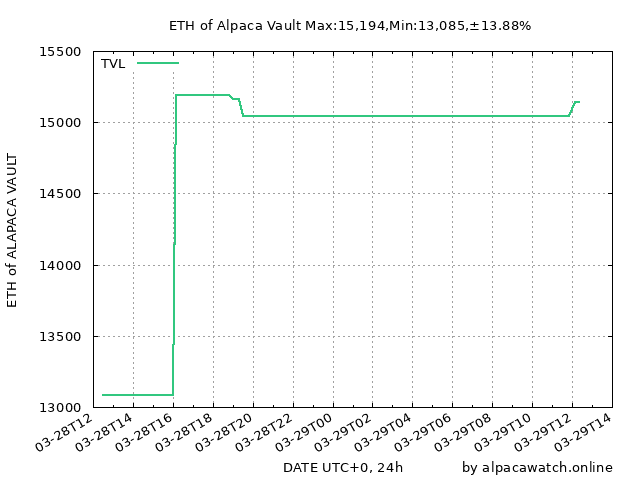 ETH of Alpaca Vault Max:15,194,Min:13,085,±13.88%
TVL
15500
15000
14500
14000
13500
13000
ETH of ALAPACA VAULT
03-28T12
03-28T14
03-28T16
03-28T18
03-28T20
03-28T22
03-29T00
03-29T02
03-29T04
03-29T06
03-29T08
03-29T10
03-29T12
03-29T14
DATE UTC+0, 24h
by alpacawatch.online